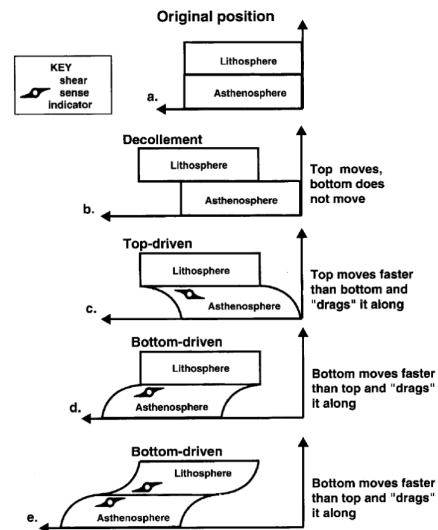 Original position
KEY
shear
sense
indicator
Lithosphere
Asthenosphere
a.
Decollement
Lithosphere
Asthenosphere
b.
Top moves,
bottom does
not move
Top-driven
Lithosphere
Asthenosphere
c.
Top moves faster
than bottom and
"drags" it along
Bottom-driven
Lithosphere
Asthenosphere
d.
Bottom moves faster
than top and "drags"
it along
Bottom-driven
Lithosphere
Asthenosphere
e.
Bottom moves faster
than top and "drags"
it along